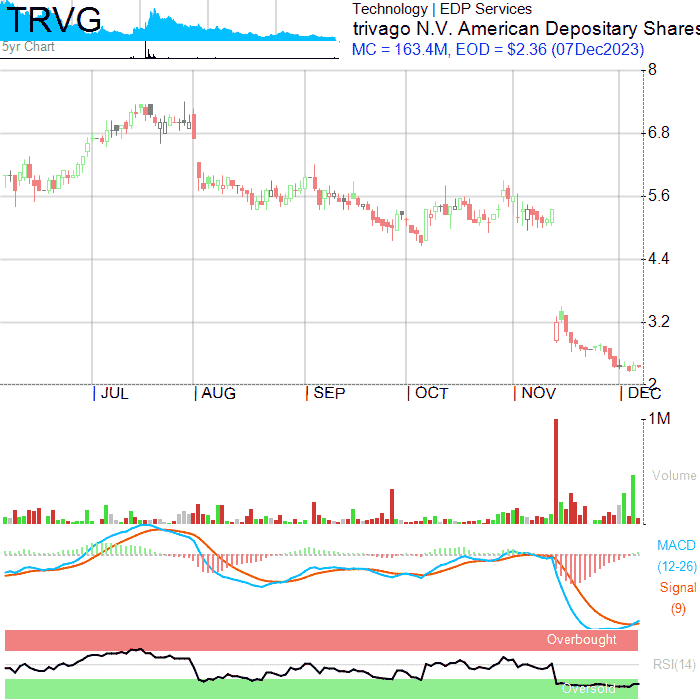 TRVG
5yr Chart
Technology | EDP Services
trivago N.V. American Depositary Shares
MC = 163.4M, EOD = $2.36 (07Dec2023)
8
6.8
5.6
4.4
3.2
2
JUL AUG SEP OCT NOV DEC
1M
Volume
MACD
(12-26)
Signal
(9)
Overbought
RSI(14)
Oversold